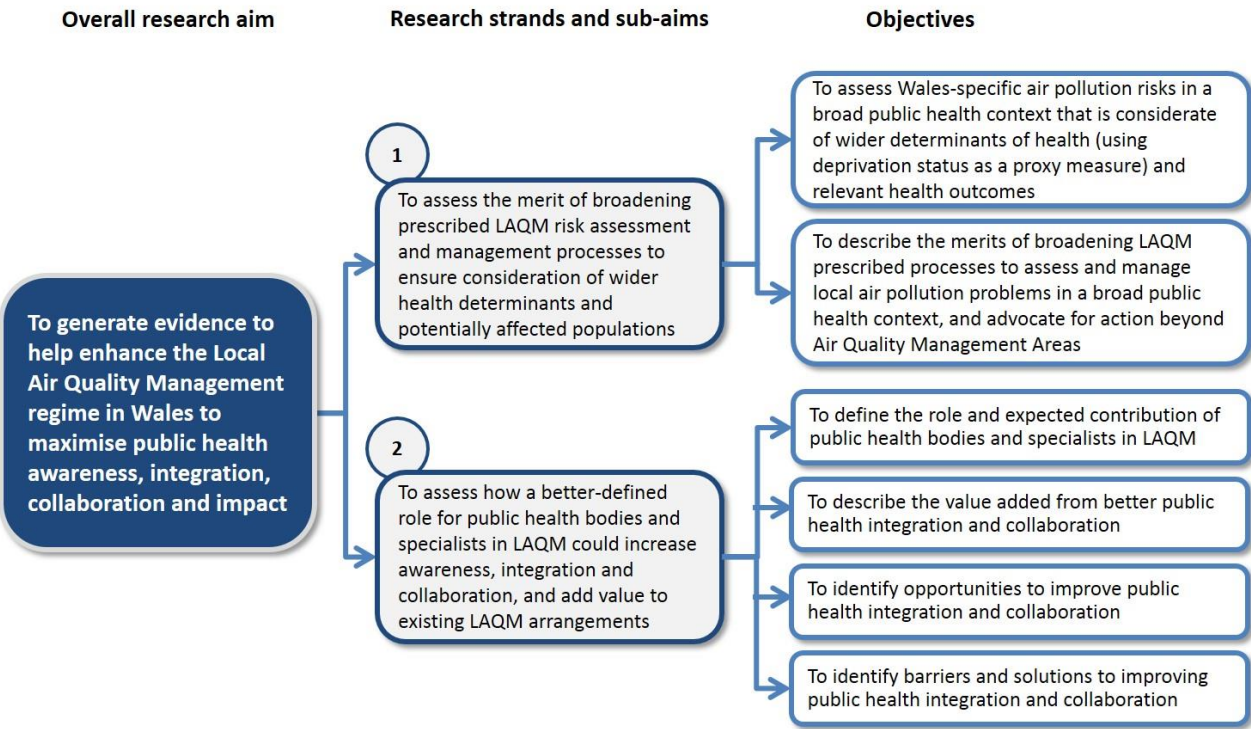 Overall research aim
Research strands and sub-aims
Objectives
To generate evidence to
help enhance the Local
Air Quality Management
regime in Wales to
maximise public health
awareness, integration,
collaboration and impact
1
To assess the merit of broadening
prescribed LAQM risk assessment
and management processes to
ensure consideration of wider
health determinants and
potentially affected populations
To assess Wales-specific air pollution risks in a
broad public health context that is considerate
of wider determinants of health (using
deprivation status as a proxy measure) and
relevant health outcomes
To describe the merits of broadening LAQM
prescribed processes to assess and manage
local air pollution problems in a broad public
health context, and advocate for action beyond
Air Quality Management Areas
2
To assess how a better-defined
role for public health bodies and
specialists in LAQM could increase
awareness, integration and
collaboration, and add value to
existing LAQM arrangements
To define the role and expected contribution of
public health bodies and specialists in LAQM
To describe the value added from better public
health integration and collaboration
To identify opportunities to improve public
health integration and collaboration
To identify barriers and solutions to improving
public health integration and collaboration